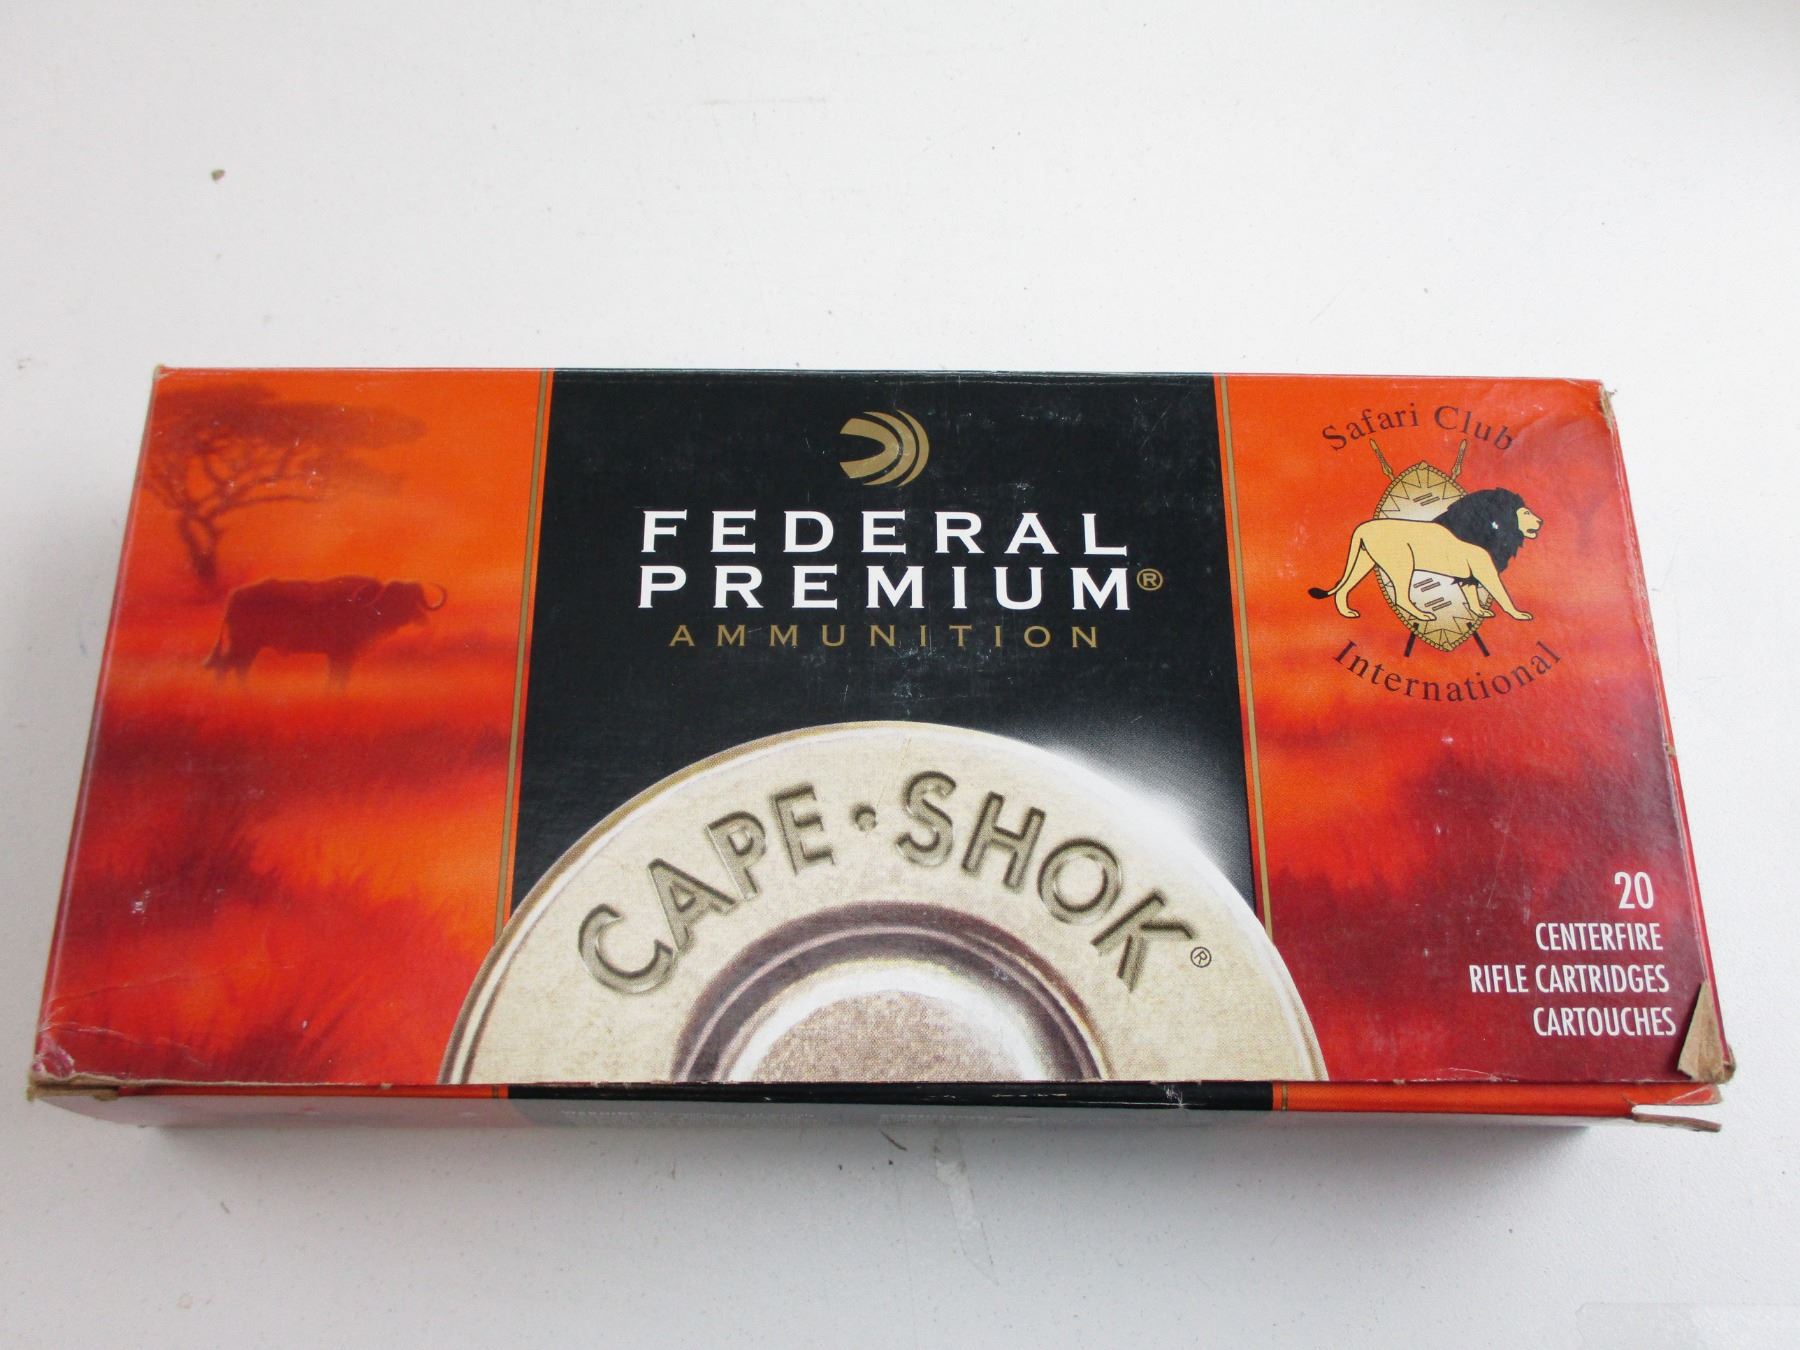 FEDERAL
PREMIUM®
AMMUNITION
CAPE·SHOK®
Safari Club
International
20
CENTERFIRE
RIFLE CARTRIDGES
CARTOUCHES